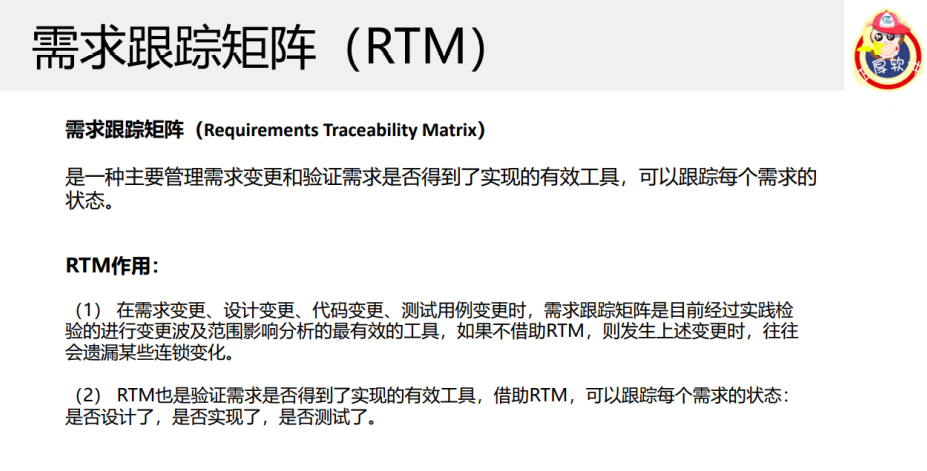 需求跟踪矩阵（RTM）
厚软
需求跟踪矩阵（Requirements Traceability Matrix）
是一种主要管理需求变更和验证需求是否得到了实现的有效工具，可以跟踪每个需求的
状态。
RTM作用：
（1） 在需求变更、设计变更、代码变更、测试用例变更时，需求跟踪矩阵是目前经过实践检
验的进行变更波及范围影响分析的最有效的工具，如果不借助RTM，则发生上述变更时，往往
会遗漏某些连锁变化。
（2） RTM也是验证需求是否得到了实现的有效工具，借助RTM，可以跟踪每个需求的状态：
是否设计了，是否实现了，是否测试了。